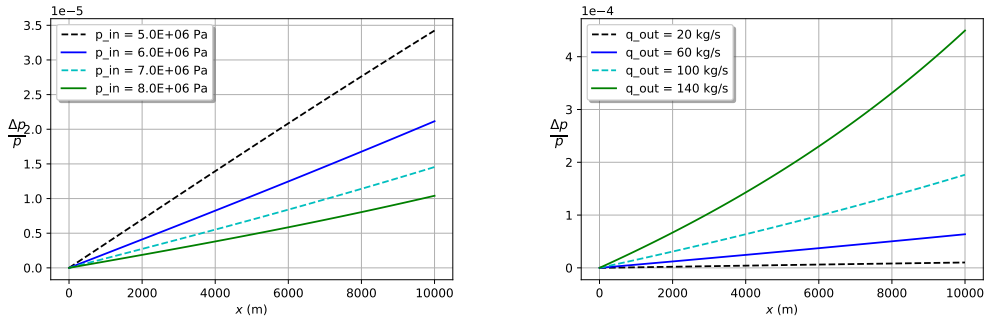 1e−5
3.5
3.0
2.5
2.0
1.5
1.0
0.5
0.0
Δp
p
p_in = 5.0E+06 Pa
p_in = 6.0E+06 Pa
p_in = 7.0E+06 Pa
p_in = 8.0E+06 Pa
0 2000 4000 6000 8000 10000
x (m)
1e−4
4
3
2
1
0
Δp
p
q_out = 20 kg/s
q_out = 60 kg/s
q_out = 100 kg/s
q_out = 140 kg/s
0 2000 4000 6000 8000 10000
x (m)